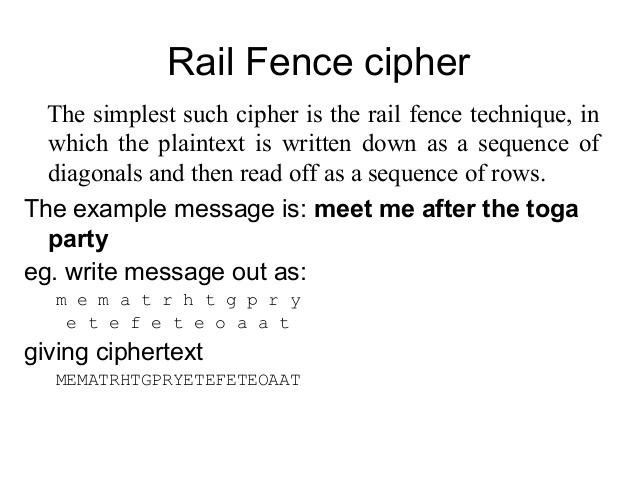 Rail Fence cipher
The simplest such cipher is the rail fence technique, in
which the plaintext is written down as a sequence of
diagonals and then read off as a sequence of rows.
The example message is: meet me after the toga
party
eg. write message out as:
m e m a t r h t g p r y
e t e f e t e o a a t
giving ciphertext
MEMATRHTGPRYETEFETEOAAT